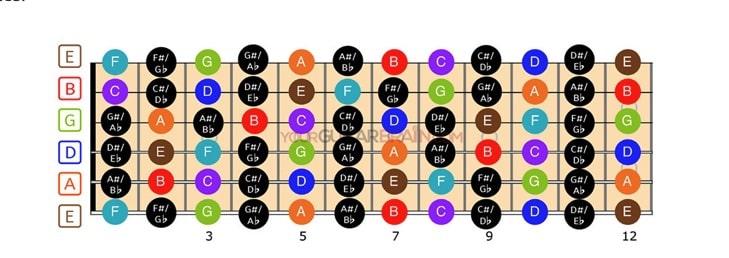 E F F#/G♭ G G#/A♭ A A#/B♭ B C C#/D♭ D D#/E♭ E
B C C#/D♭ D D#/E♭ E F F#/G♭ G G#/A♭ A A#/B♭ B
G G#/A♭ A A#/B♭ B C C#/D♭ D D#/E♭ E F F#/G♭ G
YOURGUITARBRAIN.COM
D D#/E♭ E F F#/G♭ G G#/A♭ A A#/B♭ B C C#/D♭ D
A A#/B♭ B C C#/D♭ D D#/E♭ E F F#/G♭ G G#/A♭ A
E F F#/G♭ G G#/A♭ A A#/B♭ B C C#/D♭ D D#/E♭ E
3 5 7 9 12